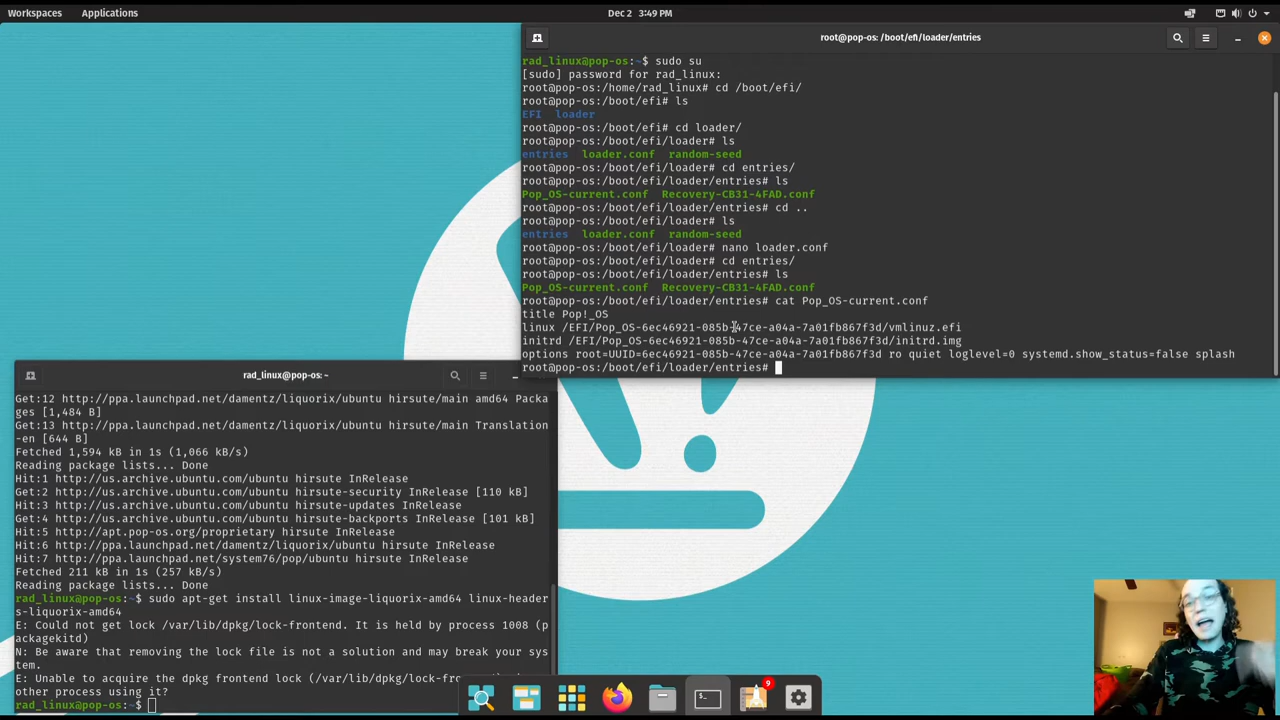 Workspaces Applications Dec 2 3:49 PM
root@pop-os: /boot/efi/loader/entries
rad_linux@pop-os:~$ sudo su
[sudo] password for rad_linux:
root@pop-os:/home/rad_linux# cd /boot/efi/
root@pop-os:/boot/efi# ls
EFI loader
root@pop-os:/boot/efi# cd loader/
root@pop-os:/boot/efi/loader# ls
entries loader.conf random-seed
root@pop-os:/boot/efi/loader# cd entries/
root@pop-os:/boot/efi/loader/entries# ls
Pop_OS-current.conf Recovery-CB31-4FAD.conf
root@pop-os:/boot/efi/loader/entries# cd ..
root@pop-os:/boot/efi/loader# ls
entries loader.conf random-seed
root@pop-os:/boot/efi/loader# nano loader.conf
root@pop-os:/boot/efi/loader# cd entries/
root@pop-os:/boot/efi/loader/entries# ls
Pop_OS-current.conf Recovery-CB31-4FAD.conf
root@pop-os:/boot/efi/loader/entries# cat Pop_OS-current.conf
title Pop!_OS
linux /EFI/Pop_OS-6ec46921-085b-47ce-a04a-7a01fb867f3d/vmlinuz.efi
initrd /EFI/Pop_OS-6ec46921-085b-47ce-a04a-7a01fb867f3d/initrd.img
options root=UUID=6ec46921-085b-47ce-a04a-7a01fb867f3d ro quiet loglevel=0 systemd.show_status=false splash
root@pop-os:/boot/efi/loader/entries#
rad_linux@pop-os: ~
Get:12 http://ppa.launchpad.net/damentz/liquorix/ubuntu hirsute/main amd64 Packa
ges [1,484 B]
Get:13 http://ppa.launchpad.net/damentz/liquorix/ubuntu hirsute/main Translation
-en [644 B]
Fetched 1,594 kB in 1s (1,066 kB/s)
Reading package lists... Done
Hit:1 http://us.archive.ubuntu.com/ubuntu hirsute InRelease
Get:2 http://us.archive.ubuntu.com/ubuntu hirsute-security InRelease [110 kB]
Hit:3 http://us.archive.ubuntu.com/ubuntu hirsute-updates InRelease
Get:4 http://us.archive.ubuntu.com/ubuntu hirsute-backports InRelease [101 kB]
Hit:5 http://apt.pop-os.org/proprietary hirsute InRelease
Hit:6 http://ppa.launchpad.net/damentz/liquorix/ubuntu hirsute InRelease
Hit:7 http://ppa.launchpad.net/system76/pop/ubuntu hirsute InRelease
Fetched 211 kB in 1s (257 kB/s)
Reading package lists... Done
rad_linux@pop-os:~$ sudo apt-get install linux-image-liquorix-amd64 linux-header
s-liquorix-amd64
E: Could not get lock /var/lib/dpkg/lock-frontend. It is held by process 1008 (p
ackagekitd)
N: Be aware that removing the lock file is not a solution and may break your sys
tem.
E: Unable to acquire the dpkg frontend lock (/var/lib/dpkg/lock-fro
other process using it?
rad_linux@pop-os:~$
9